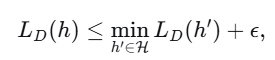 L_D(h) ≤ min_{h′∈ℋ} L_D(h′) + ϵ,